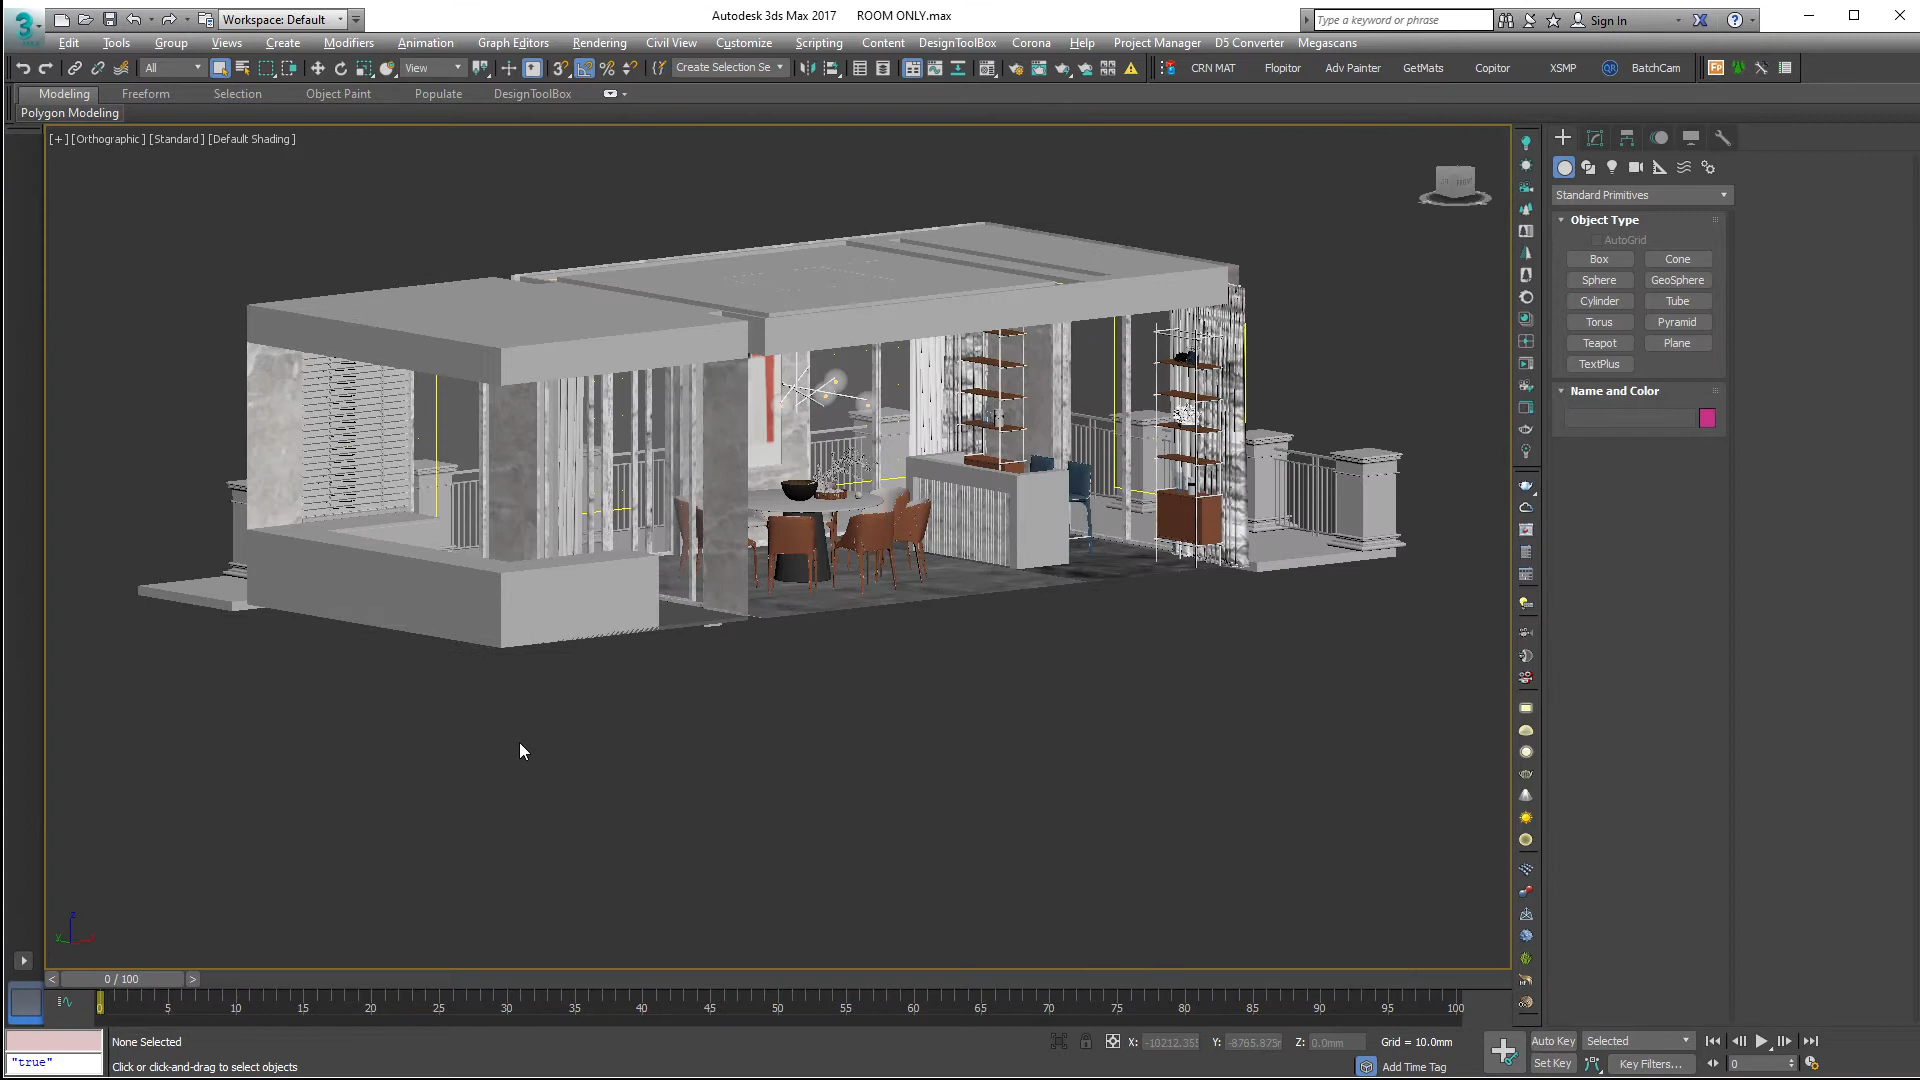 Workspace: Default
Autodesk 3ds Max 2017 ROOM ONLY.max
Type a keyword or phrase
Sign In
Edit Tools Group Views Create Modifiers Animation Graph Editors Rendering Civil View Customize Scripting Content DesignToolBox Corona Help Project Manager D5 Converter Megascans
All View Create Selection Se CRN MAT Flopitor Adv Painter GetMats Copitor XSMP QR BatchCam
Modeling Freeform Selection Object Paint Populate DesignToolBox
Polygon Modeling
[+] [Orthographic] [Standard] [Default Shading]
Standard Primitives
Object Type
AutoGrid
Box Cone
Sphere GeoSphere
Cylinder Tube
Torus Pyramid
Teapot Plane
TextPlus
Name and Color
z
y
< 0 / 100 >
0 5 10 15 20 25 30 35 40 45 50 55 60 65 70 75 80 85 90 95 100
None Selected
X: -10212.355 Y: -8765.875r Z: 0.0mm Grid = 10.0mm
Auto Key Selected
"true"
Click or click-and-drag to select objects
Add Time Tag
Set Key Key Filters... 0